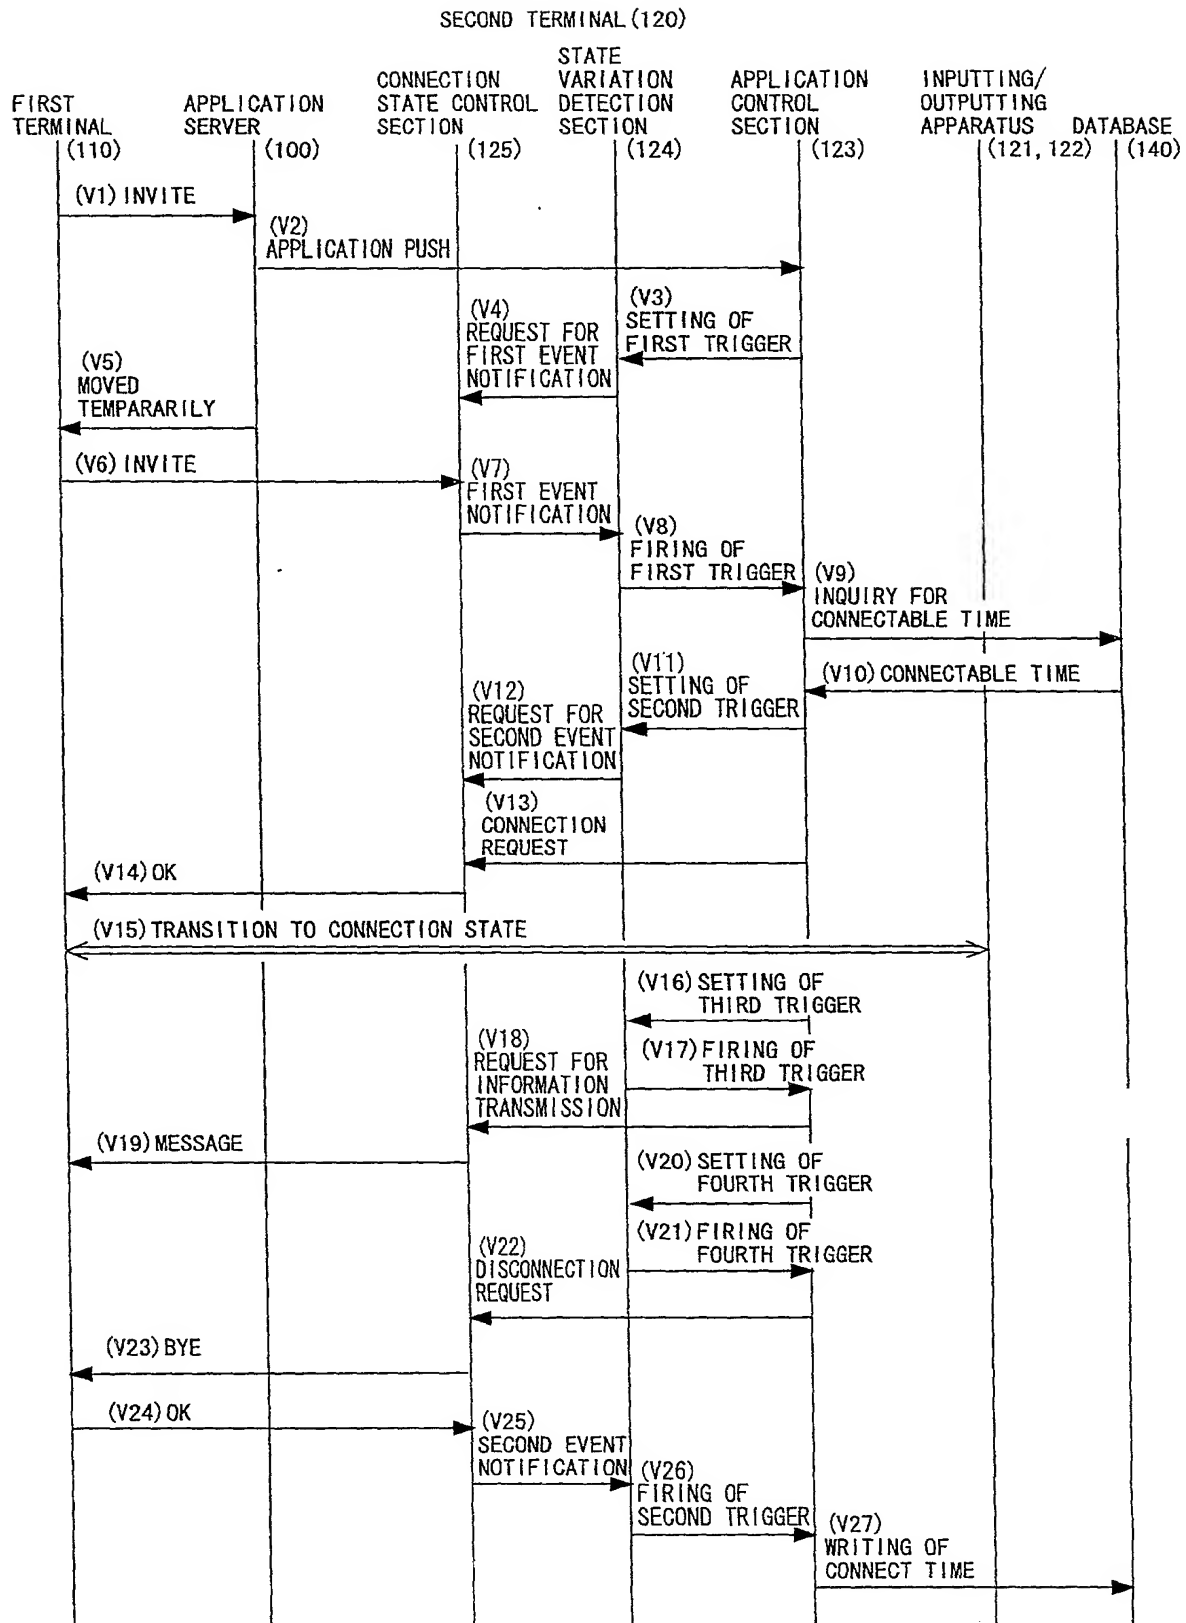 SECOND TERMINAL(120)
FIRST
TERMINAL
(110)
APPLICATION
SERVER
(100)
CONNECTION
STATE CONTROL
SECTION
(125)
STATE
VARIATION
DETECTION
SECTION
(124)
APPLICATION
CONTROL
SECTION
(123)
INPUTTING/
OUTPUTTING
APPARATUS
(121, 122)
DATABASE
(140)
(V1) INVITE
(V2)
APPLICATION PUSH
(V3)
SETTING OF
FIRST TRIGGER
(V4)
REQUEST FOR
FIRST EVENT
NOTIFICATION
(V5)
MOVED
TEMPARARILY
(V6) INVITE
(V7)
FIRST EVENT
NOTIFICATION
(V8)
FIRING OF
FIRST TRIGGER
(V9)
INQUIRY FOR
CONNECTABLE TIME
(V10) CONNECTABLE TIME
(V11)
SETTING OF
SECOND TRIGGER
(V12)
REQUEST FOR
SECOND EVENT
NOTIFICATION
(V13)
CONNECTION
REQUEST
(V14) OK
(V15) TRANSITION TO CONNECTION STATE
(V16) SETTING OF
THIRD TRIGGER
(V17) FIRING OF
THIRD TRIGGER
(V18)
REQUEST FOR
INFORMATION
TRANSMISSION
(V19) MESSAGE
(V20) SETTING OF
FOURTH TRIGGER
(V21) FIRING OF
FOURTH TRIGGER
(V22)
DISCONNECTION
REQUEST
(V23) BYE
(V24) OK
(V25)
SECOND EVENT
NOTIFICATION
(V26)
FIRING OF
SECOND TRIGGER
(V27)
WRITING OF
CONNECT TIME